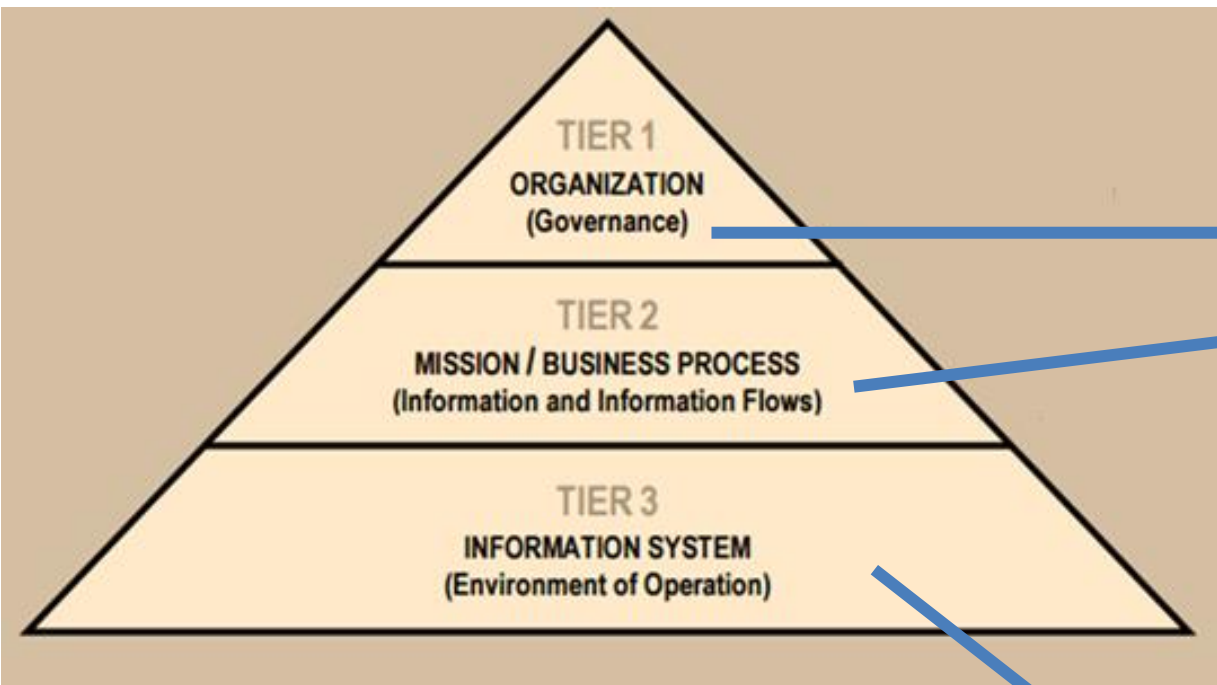 TIER 1
ORGANIZATION
(Governance)
TIER 2
MISSION / BUSINESS PROCESS
(Information and Information Flows)
TIER 3
INFORMATION SYSTEM
(Environment of Operation)